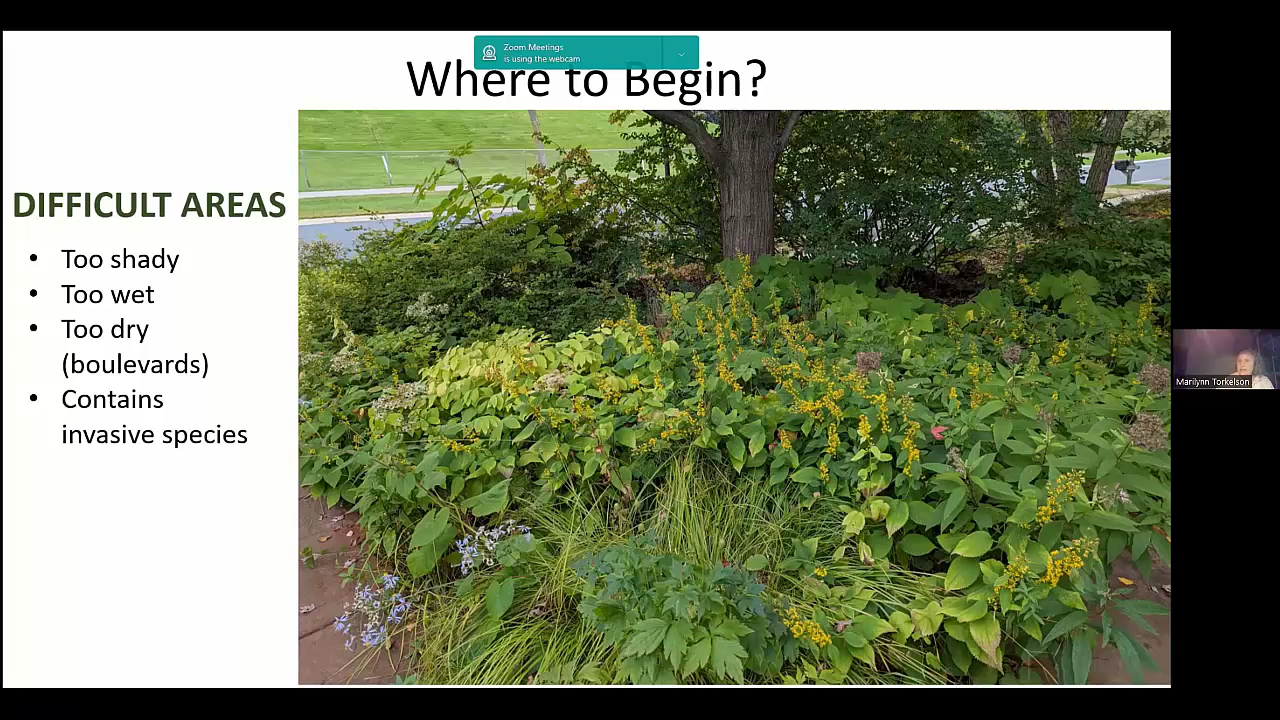 Zoom Meetings
is using the webcam
Where to Begin?
DIFFICULT AREAS
• Too shady
• Too wet
• Too dry
(boulevards)
• Contains
invasive species
Marilynn Torkelson